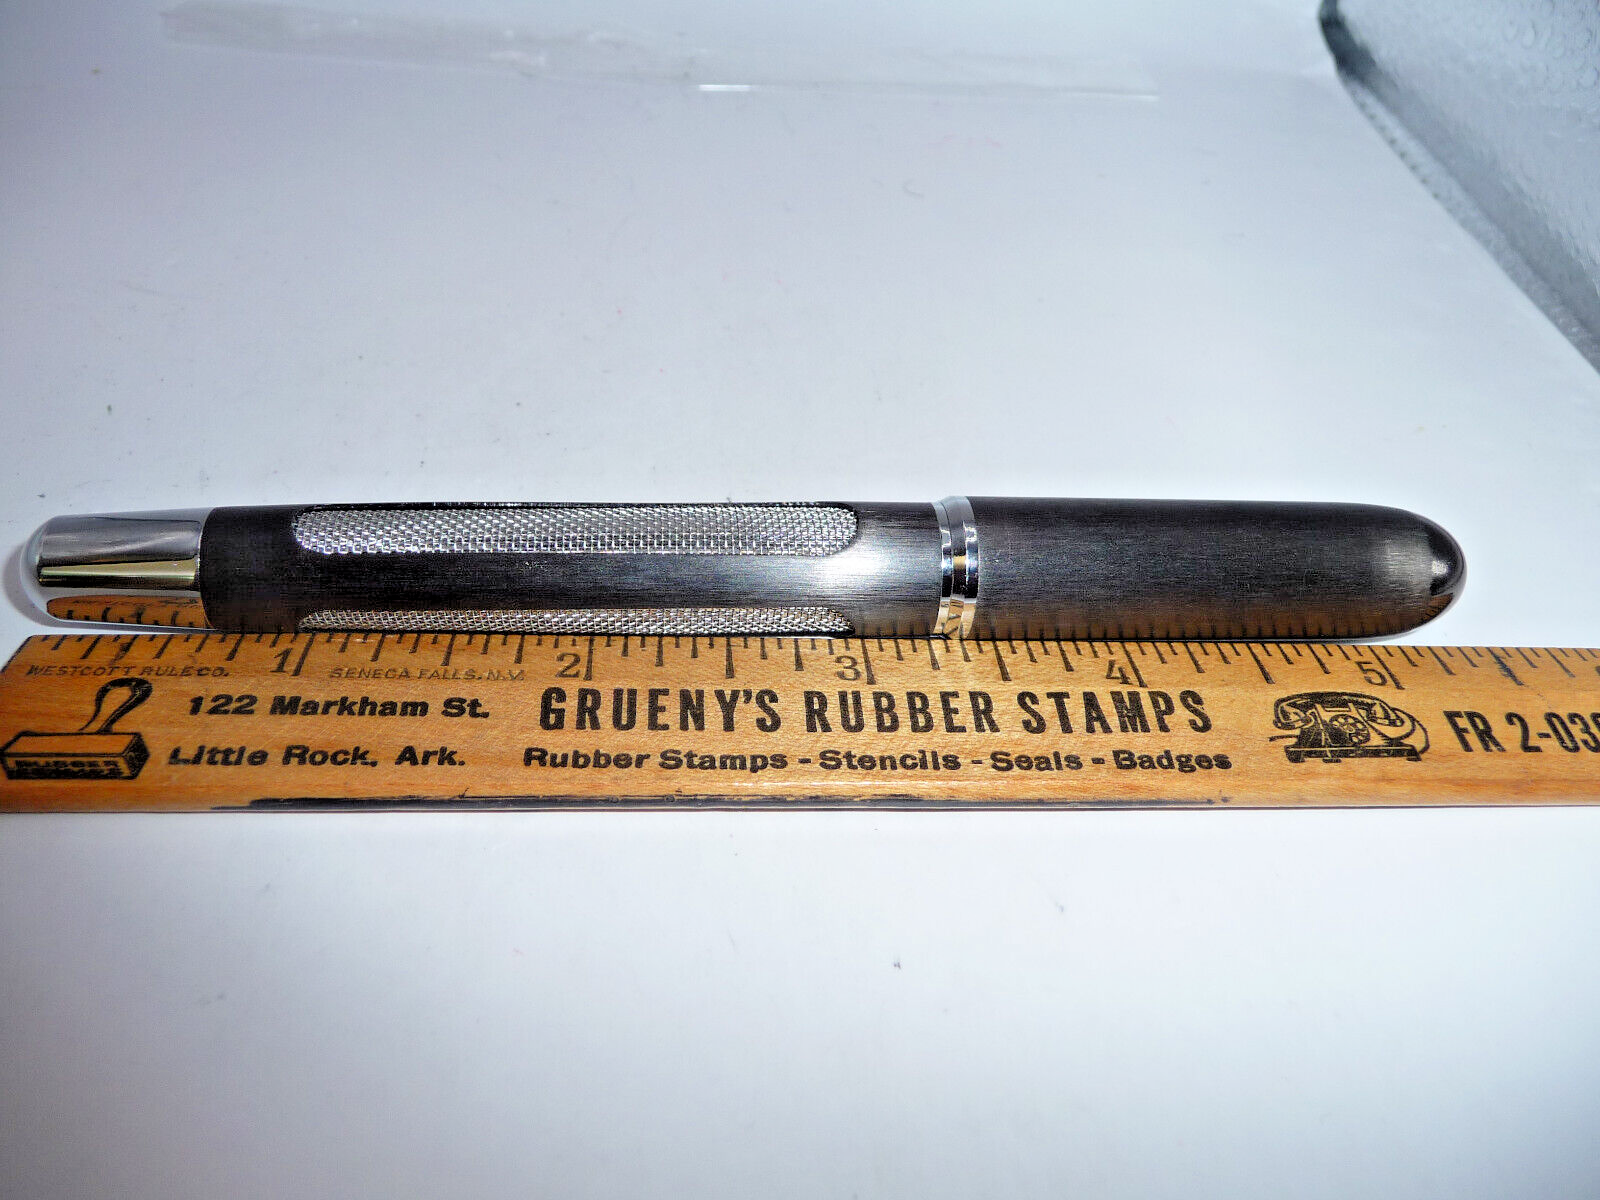 1 2 3 4 5
WESTCOTT RULE CO. SENECA FALLS. N.Y.
122 Markham St. GRUENY'S RUBBER STAMPS FR 2-03
Little Rock, Ark. Rubber Stamps - Stencils - Seals - Badges
RUBBER